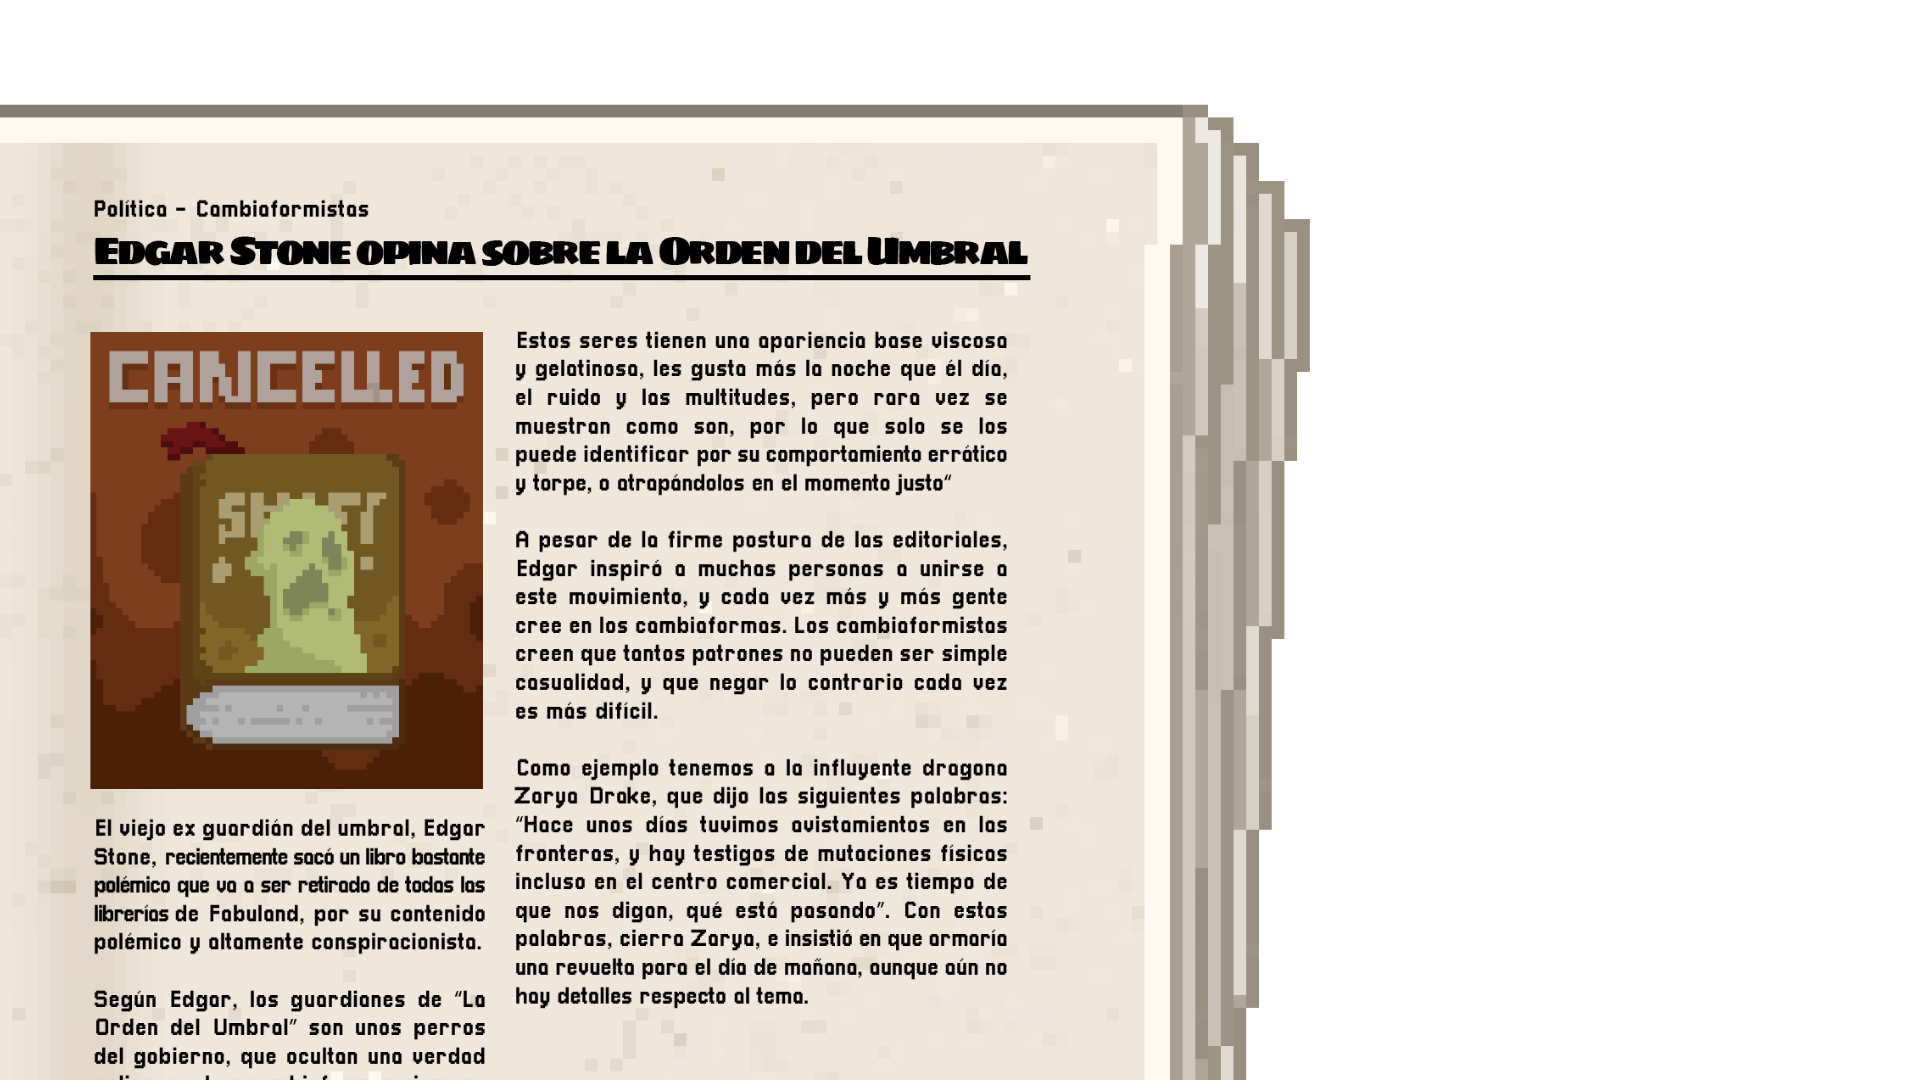 Política - Cambiaformistas
Edgar Stone opina sobre la Orden del Umbral
CANCELLED
El viejo ex guardián del umbral, Edgar
Stone, recientemente sacó un libro bastante
polémico que va a ser retirado de todas las
librerías de Fabuland, por su contenido
polémico y altamente conspiracionista.
Según Edgar, los guardianes de “La
Orden del Umbral” son unos perros
del gobierno, que ocultan una verdad
Estos seres tienen una apariencia base viscosa
y gelatinosa, les gusta más la noche que él día,
el ruido y las multitudes, pero rara vez se
muestran como son, por lo que solo se los
puede identificar por su comportamiento errático
y torpe, o atrapándolos en el momento justo“
A pesar de la firme postura de las editoriales,
Edgar inspiró a muchas personas a unirse a
este movimiento, y cada vez más y más gente
cree en los cambiaformas. Los cambiaformistas
creen que tantos patrones no pueden ser simple
casualidad, y que negar lo contrario cada vez
es más difícil.
Como ejemplo tenemos a la influyente dragona
Zarya Drake, que dijo las siguientes palabras:
“Hace unos días tuvimos avistamientos en las
fronteras, y hay testigos de mutaciones físicas
incluso en el centro comercial. Ya es tiempo de
que nos digan, qué está pasando”. Con estas
palabras, cierra Zarya, e insistió en que armaría
una revuelta para el día de mañana, aunque aún no
hay detalles respecto al tema.